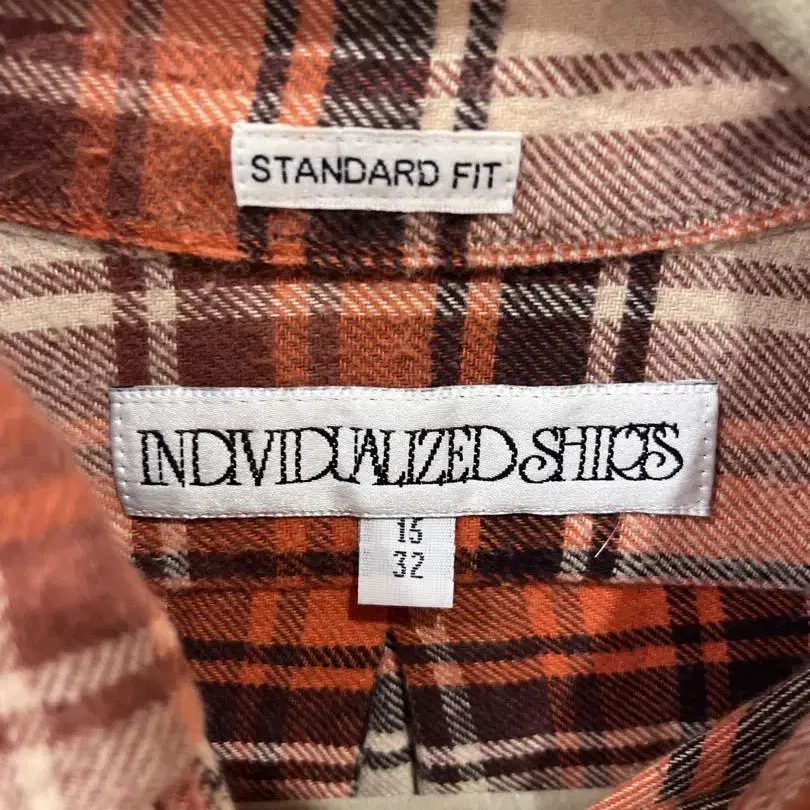 STANDARD FIT
INDIVIDUALIZED SHIRTS
15
32